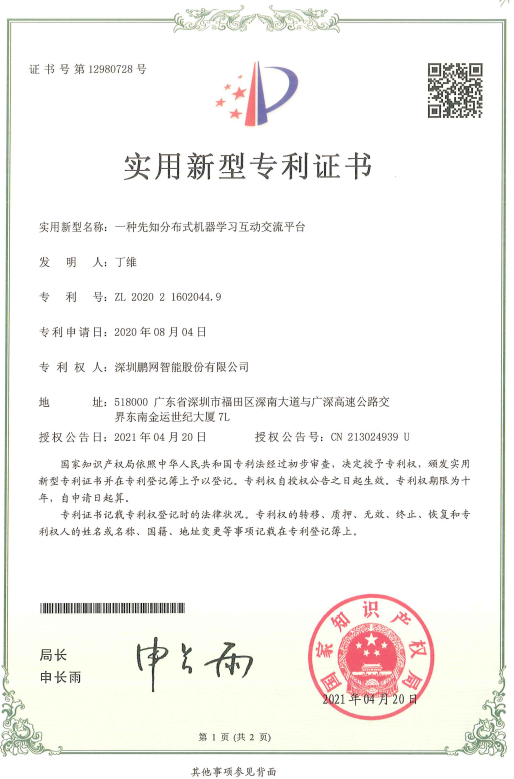 证书号第12980728号
实用新型专利证书
实用新型名称：一种先知分布式机器学习互动交流平台
发明人：丁维
专利号：ZL 2020 2 1602044.9
专利申请日：2020年08月04日
专利权人：深圳鹏网智能股份有限公司
地址：518000 广东省深圳市福田区深南大道与广深高速公路交
界东南金运世纪大厦7L
授权公告日：2021年04月20日 授权公告号：CN 213024939 U
国家知识产权局依照中华人民共和国专利法经过初步审查，决定授予专利权，颁发实用
新型专利证书并在专利登记簿上予以登记。专利权自授权公告之日起生效。专利权期限为十
年，自申请日起算。
专利证书记载专利权登记时的法律状况。专利权的转移、质押、无效、终止、恢复和专
利权人的姓名或名称、国籍、地址变更等事项记载在专利登记簿上。
局长
申长雨
申长雨
国家知识产权局
2021年04月20日
第 1 页 (共 2 页)
其他事项参见背面